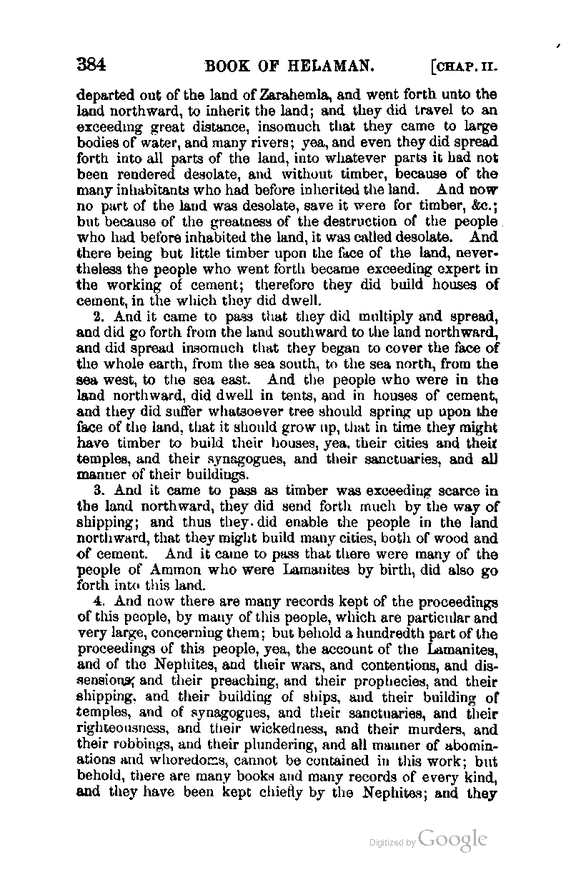 384 BOOK OF HELAMAN. [CHAP. II.
departed out of the land of Zarahemla, and went forth unto the
land northward, to inherit the land; and they did travel to an
exceeding great distance, insomuch that they came to large
bodies of water, and many rivers; yea, and even they did spread
forth into all parts of the land, into whatever parts it had not
been rendered desolate, and without timber, because of the
many inhabitants who had before inherited the land. And now
no part of the land was desolate, save it were for timber, &c.;
but because of the greatness of the destruction of the people
who had before inhabited the land, it was called desolate. And
there being but little timber upon the face of the land, never-
theless the people who went forth became exceeding expert in
the working of cement; therefore they did build houses of
cement, in the which they did dwell.
2. And it came to pass that they did multiply and spread,
and did go forth from the land southward to the land northward,
and did spread insomuch that they began to cover the face of
the whole earth, from the sea south, to the sea north, from the
sea west, to the sea east. And the people who were in the
land northward, did dwell in tents, and in houses of cement,
and they did suffer whatsoever tree should spring up upon the
face of the land, that it should grow up, that in time they might
have timber to build their houses, yea, their cities and their
temples, and their synagogues, and their sanctuaries, and all
manner of their buildings.
3. And it came to pass as timber was exceeding scarce in
the land northward, they did send forth much by the way of
shipping; and thus they did enable the people in the land
northward, that they might build many cities, both of wood and
of cement. And it came to pass that there were many of the
people of Ammon who were Lamanites by birth, did also go
forth into this land.
4. And now there are many records kept of the proceedings
of this people, by many of this people, which are particular and
very large, concerning them; but behold a hundredth part of the
proceedings of this people, yea, the account of the Lamanites,
and of the Nephites, and their wars, and contentions, and dis-
sensions; and their preaching, and their prophecies, and their
shipping, and their building of ships, and their building of
temples, and of synagogues, and their sanctuaries, and their
righteousness, and their wickedness, and their murders, and
their robbings, and their plundering, and all manner of abomin-
ations and whoredoms, cannot be contained in this work; but
behold, there are many books and many records of every kind,
and they have been kept chiefly by the Nephites; and they
Digitized by Google